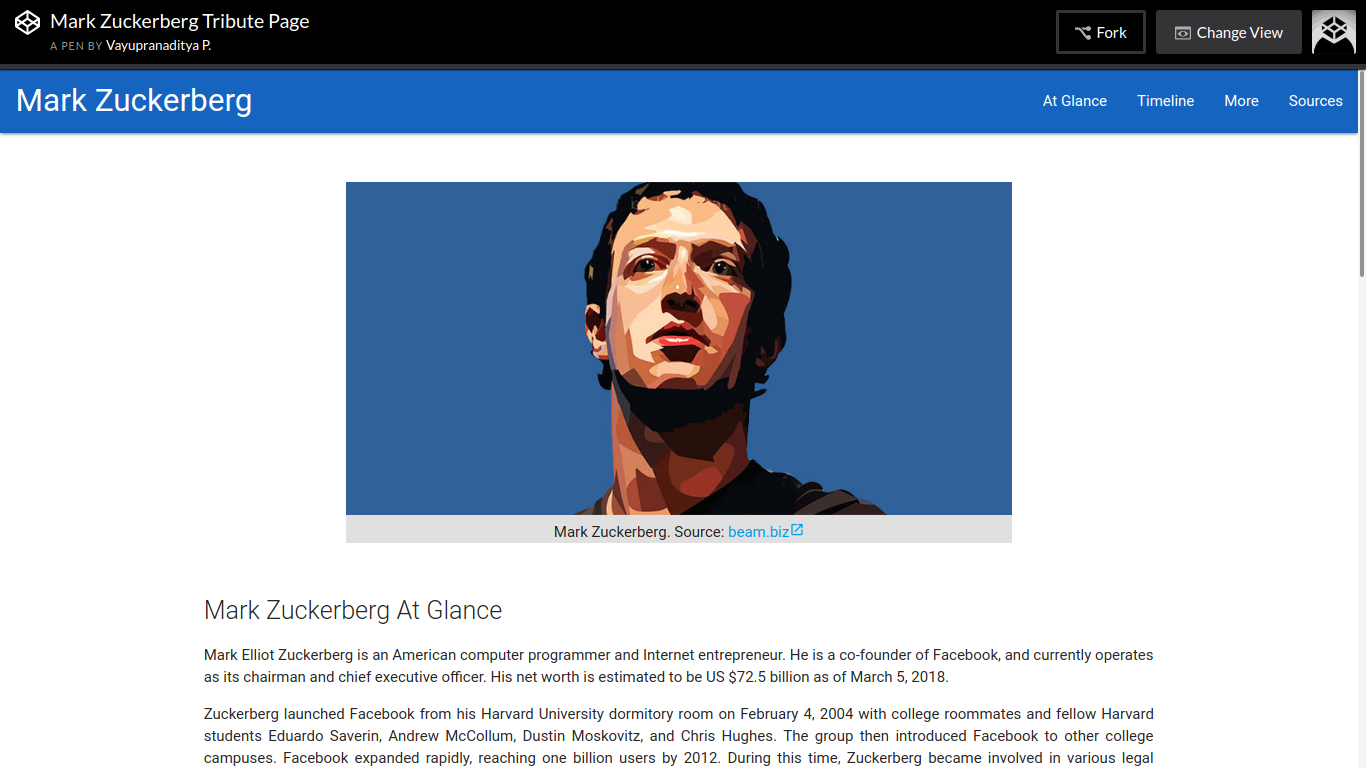 Mark Zuckerberg Tribute Page
A PEN BY Vayupranaditya P.
Fork
Change View
Mark Zuckerberg
At Glance
Timeline
More
Sources
Mark Zuckerberg. Source: beam.biz
Mark Zuckerberg At Glance
Mark Elliot Zuckerberg is an American computer programmer and Internet entrepreneur. He is a co-founder of Facebook, and currently operates
as its chairman and chief executive officer. His net worth is estimated to be US $72.5 billion as of March 5, 2018.
Zuckerberg launched Facebook from his Harvard University dormitory room on February 4, 2004 with college roommates and fellow Harvard
students Eduardo Saverin, Andrew McCollum, Dustin Moskovitz, and Chris Hughes. The group then introduced Facebook to other college
campuses. Facebook expanded rapidly, reaching one billion users by 2012. During this time, Zuckerberg became involved in various legal